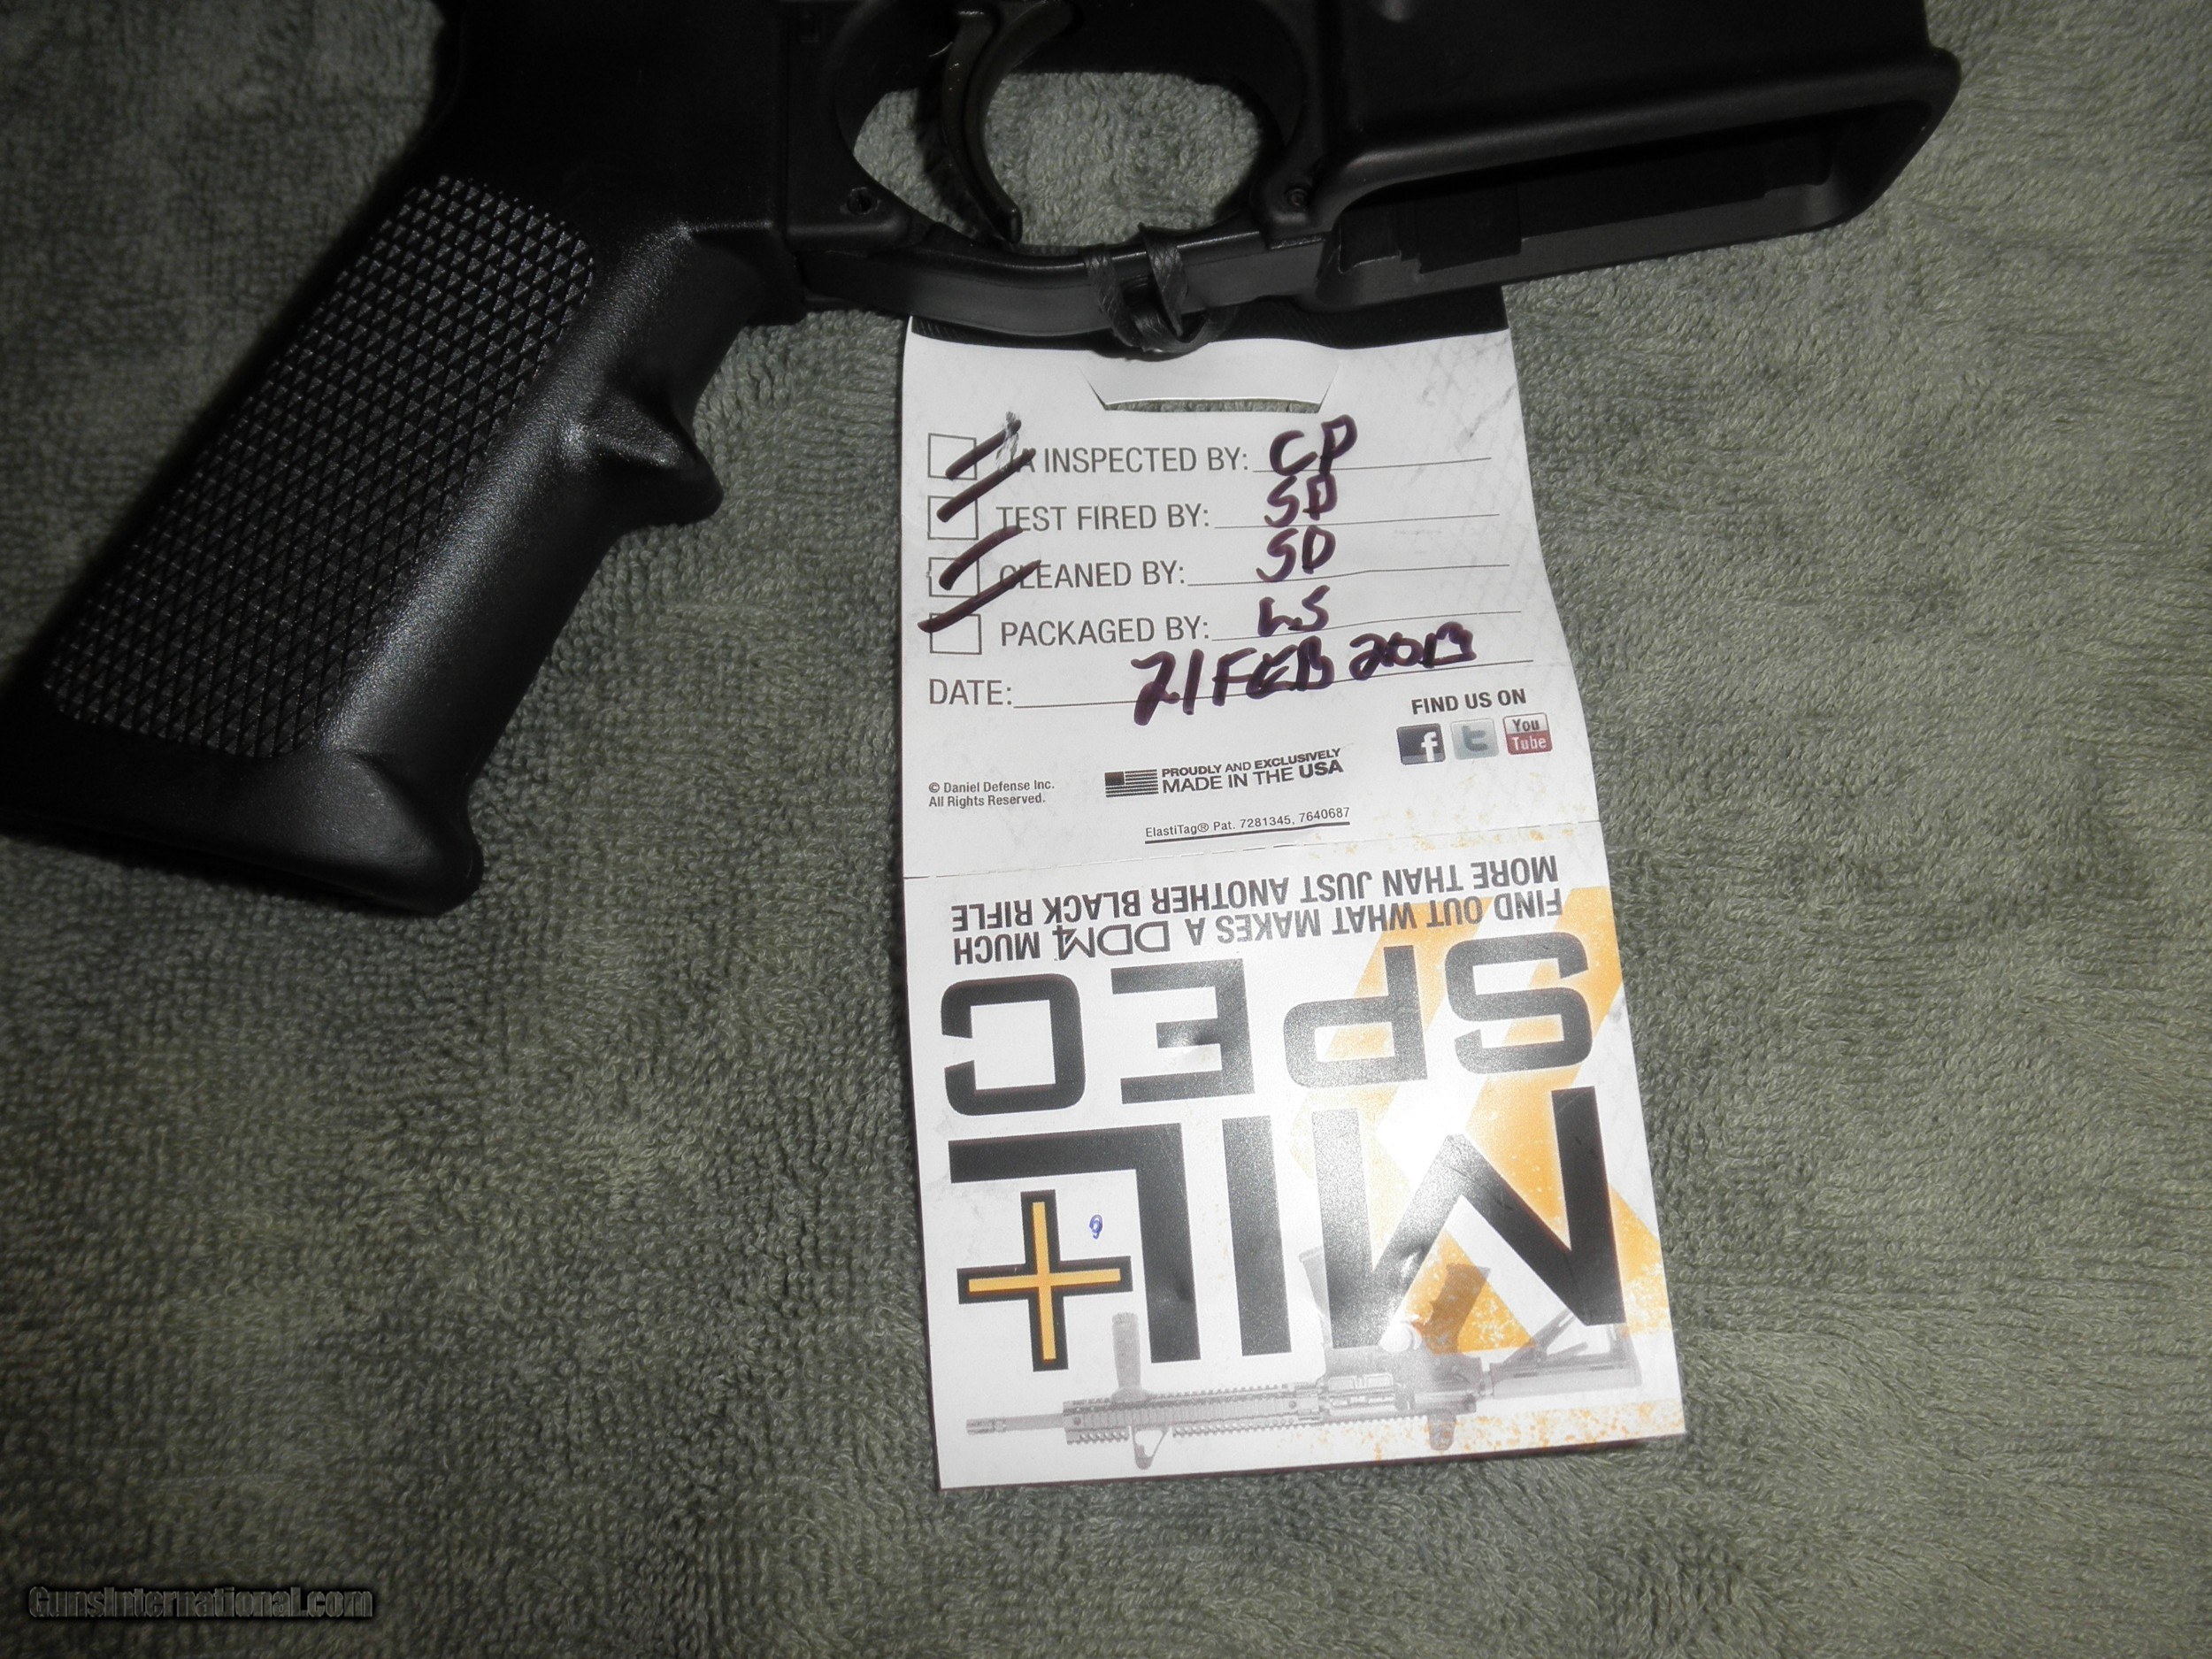 QA INSPECTED BY: CP
TEST FIRED BY: SD
CLEANED BY: SD
PACKAGED BY: LS
DATE: 21 FEB 2013
FIND US ON
f t You Tube
© Daniel Defense Inc.
All Rights Reserved.
PROUDLY AND EXCLUSIVELY
MADE IN THE USA
ElastiTag® Pat. 7281345, 7640687
MIL+
SPEC
FIND OUT WHAT MAKES A DDM4 MUCH
MORE THAN JUST ANOTHER BLACK RIFLE
9
GunsInternational.com